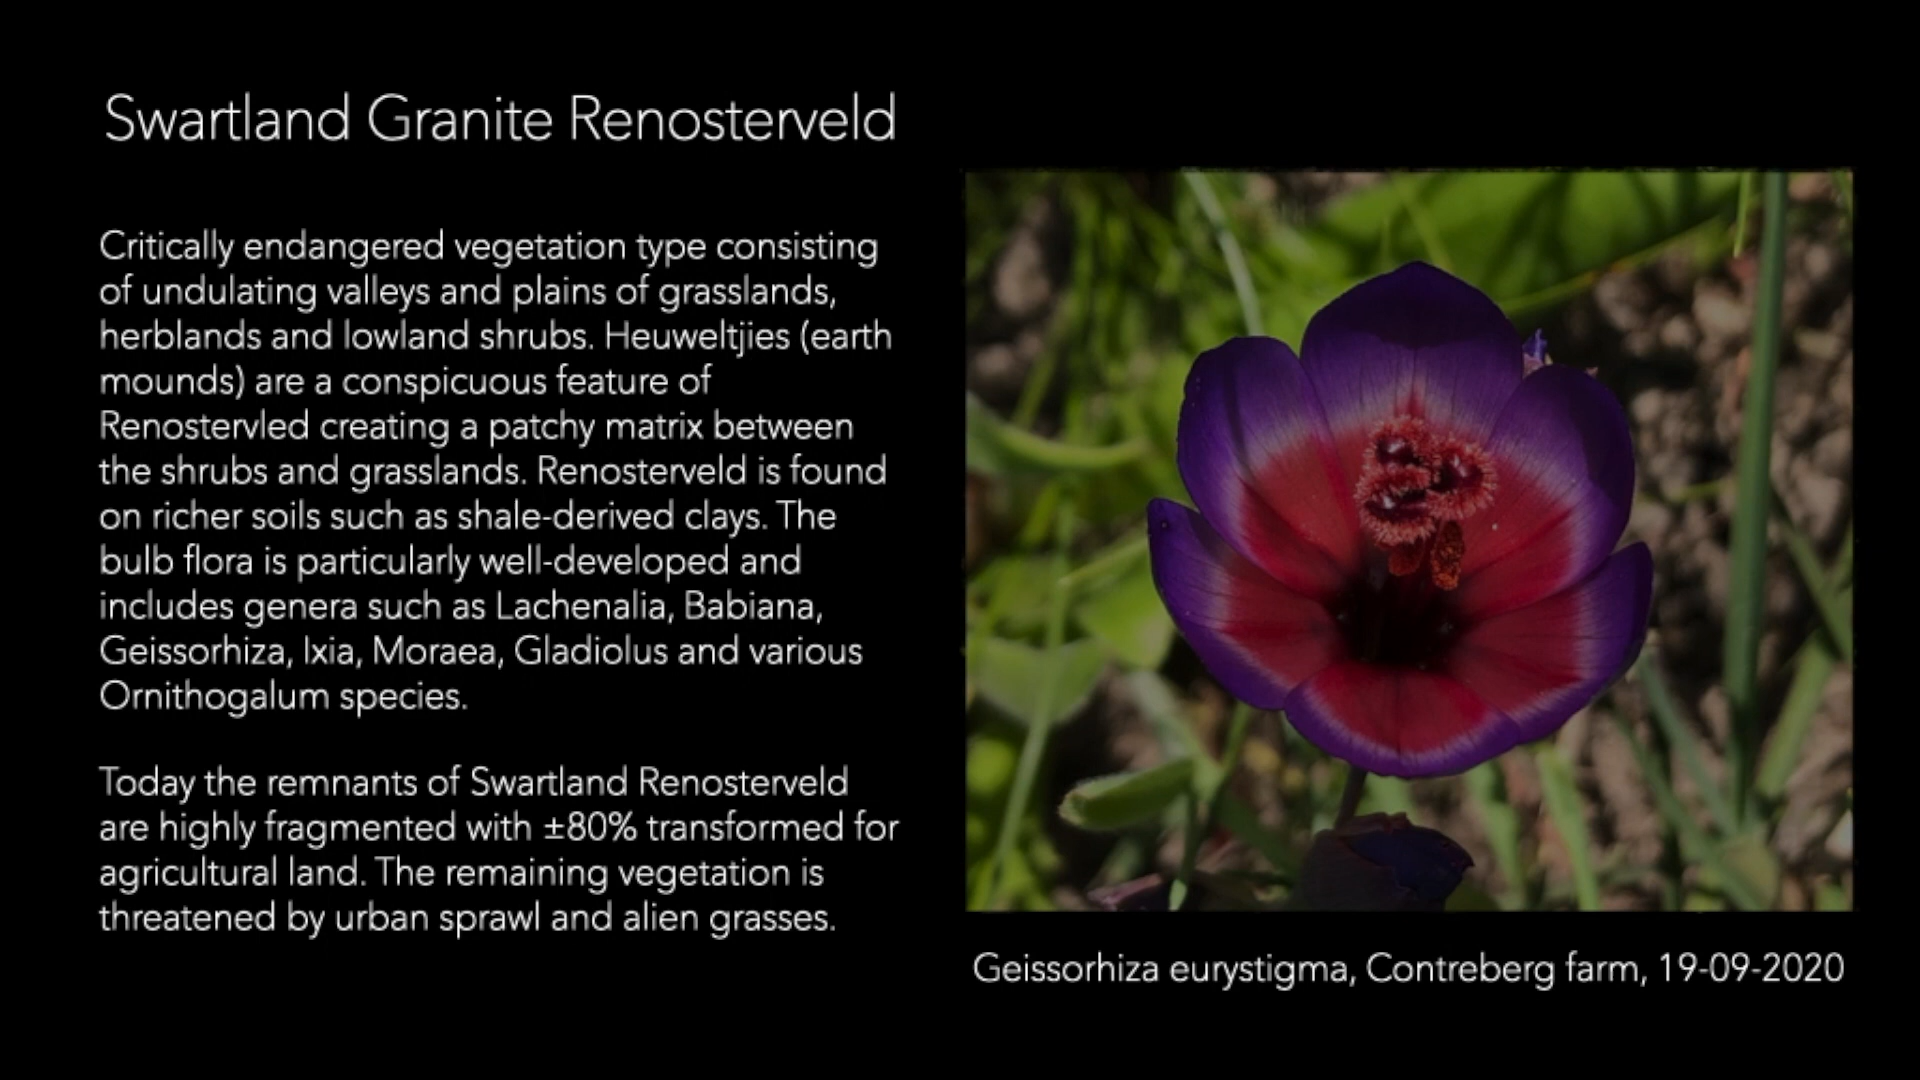 Swartland Granite Renosterveld
Critically endangered vegetation type consisting
of undulating valleys and plains of grasslands,
herblands and lowland shrubs. Heuweltjies (earth
mounds) are a conspicuous feature of
Renostervled creating a patchy matrix between
the shrubs and grasslands. Renosterveld is found
on richer soils such as shale-derived clays. The
bulb flora is particularly well-developed and
includes genera such as Lachenalia, Babiana,
Geissorhiza, Ixia, Moraea, Gladiolus and various
Ornithogalum species.
Today the remnants of Swartland Renosterveld
are highly fragmented with ±80% transformed for
agricultural land. The remaining vegetation is
threatened by urban sprawl and alien grasses.
Geissorhiza eurystigma, Contreberg farm, 19-09-2020